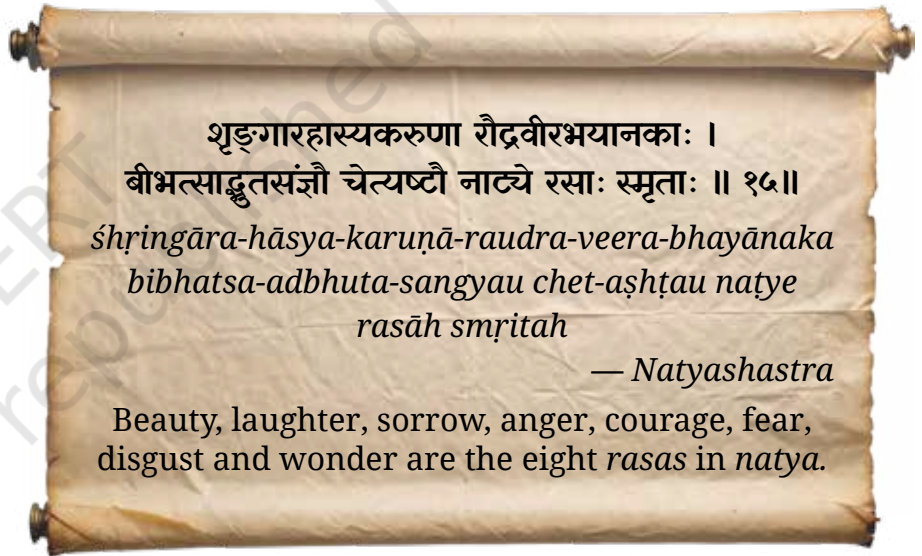 शृङ्गारहास्यकरुणा रौद्रवीरभयानकाः ।
बीभत्साद्भुतसंज्ञौ चेत्यष्टौ नाट्ये रसाः स्मृताः ॥ १५॥
śhṛingāra-hāsya-karuṇā-raudra-veera-bhayānaka
bibhatsa-adbhuta-sangyau chet-aṣhṭau naṭye
rasāh smṛitah
— Natyashastra
Beauty, laughter, sorrow, anger, courage, fear,
disgust and wonder are the eight rasas in natya.